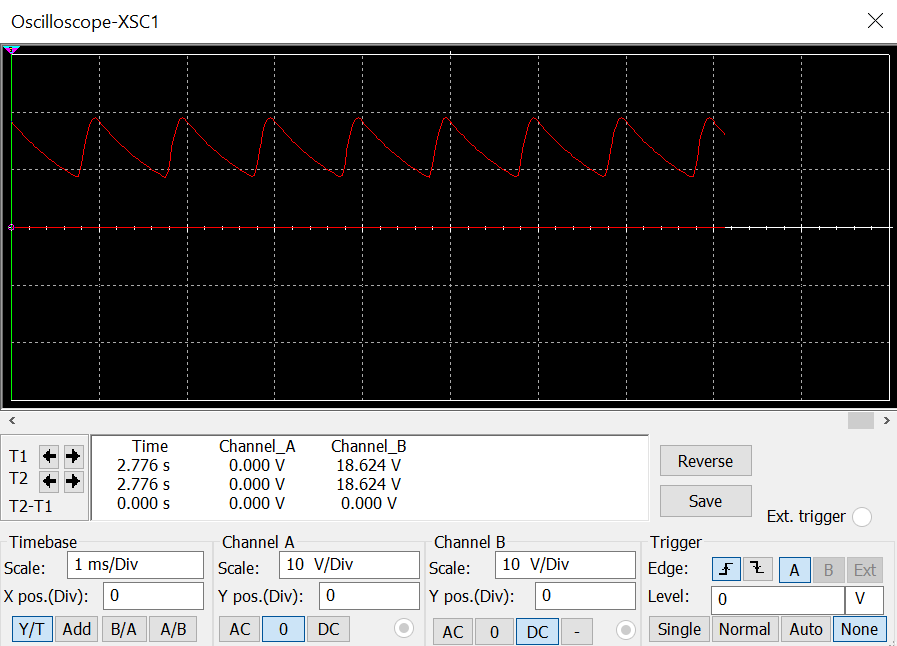 Oscilloscope-XSC1
T1
T2
T2-T1
Time Channel_A Channel_B
2.776 s 0.000 V 18.624 V
2.776 s 0.000 V 18.624 V
0.000 s 0.000 V 0.000 V
Reverse
Save
Ext. trigger
Timebase
Scale: 1 ms/Div
X pos.(Div): 0
Y/T Add B/A A/B
Channel A
Scale: 10 V/Div
Y pos.(Div): 0
AC 0 DC
Channel B
Scale: 10 V/Div
Y pos.(Div): 0
AC 0 DC -
Trigger
Edge: A B Ext
Level: 0 V
Single Normal Auto None